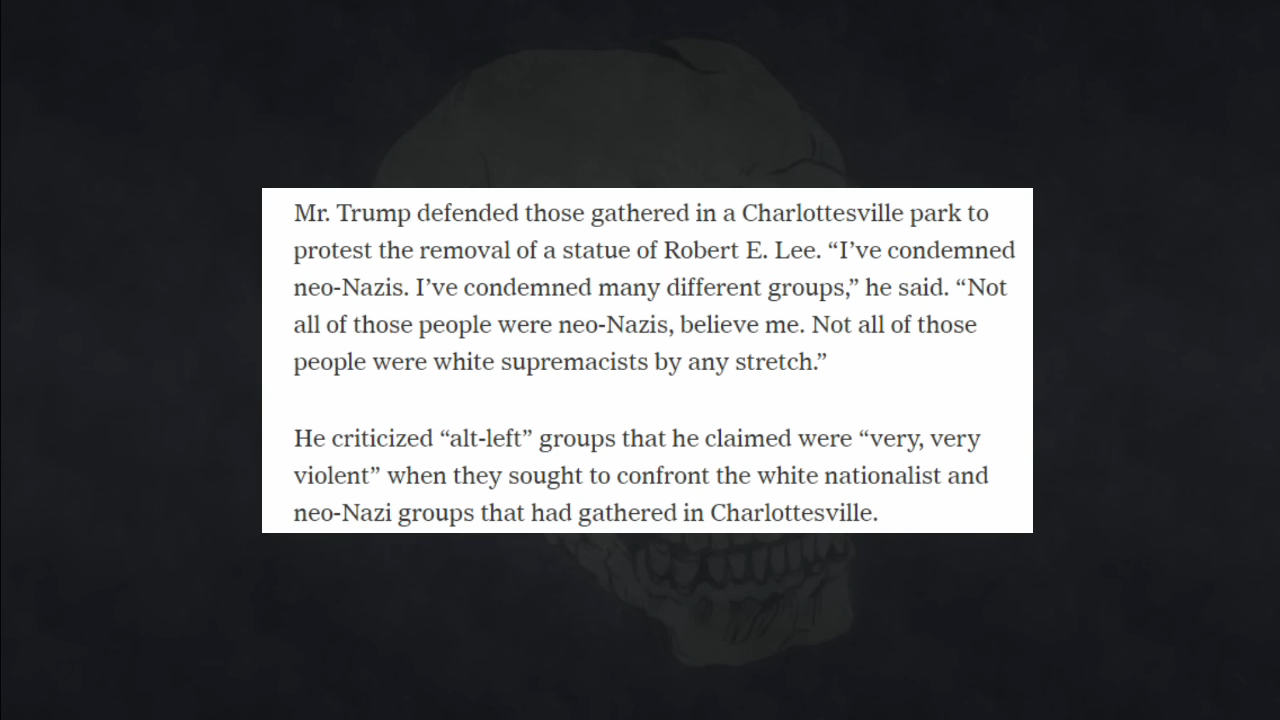 Mr. Trump defended those gathered in a Charlottesville park to
protest the removal of a statue of Robert E. Lee. “I’ve condemned
neo-Nazis. I’ve condemned many different groups,” he said. “Not
all of those people were neo-Nazis, believe me. Not all of those
people were white supremacists by any stretch.”
He criticized “alt-left” groups that he claimed were “very, very
violent” when they sought to confront the white nationalist and
neo-Nazi groups that had gathered in Charlottesville.